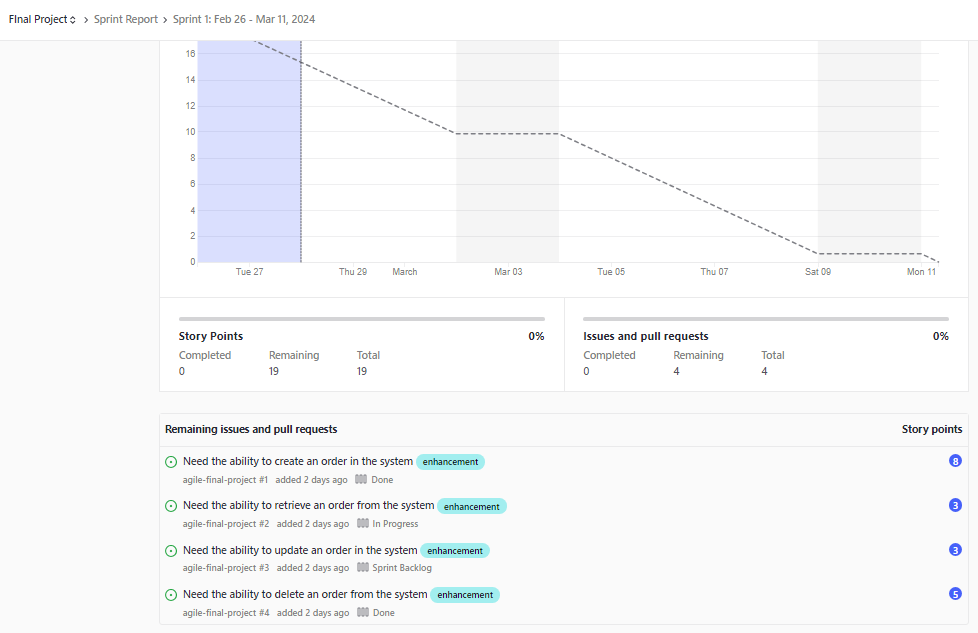 FInal Project > Sprint Report > Sprint 1: Feb 26 - Mar 11, 2024
16
14
12
10
8
6
4
2
0
Tue 27 Thu 29 March Mar 03 Tue 05 Thu 07 Sat 09 Mon 11
Story Points 0%
Completed Remaining Total
0 19 19
Issues and pull requests 0%
Completed Remaining Total
0 4 4
Remaining issues and pull requests Story points
Need the ability to create an order in the system enhancement 8
agile-final-project #1 added 2 days ago Done
Need the ability to retrieve an order from the system enhancement 3
agile-final-project #2 added 2 days ago In Progress
Need the ability to update an order in the system enhancement 3
agile-final-project #3 added 2 days ago Sprint Backlog
Need the ability to delete an order from the system enhancement 5
agile-final-project #4 added 2 days ago Done